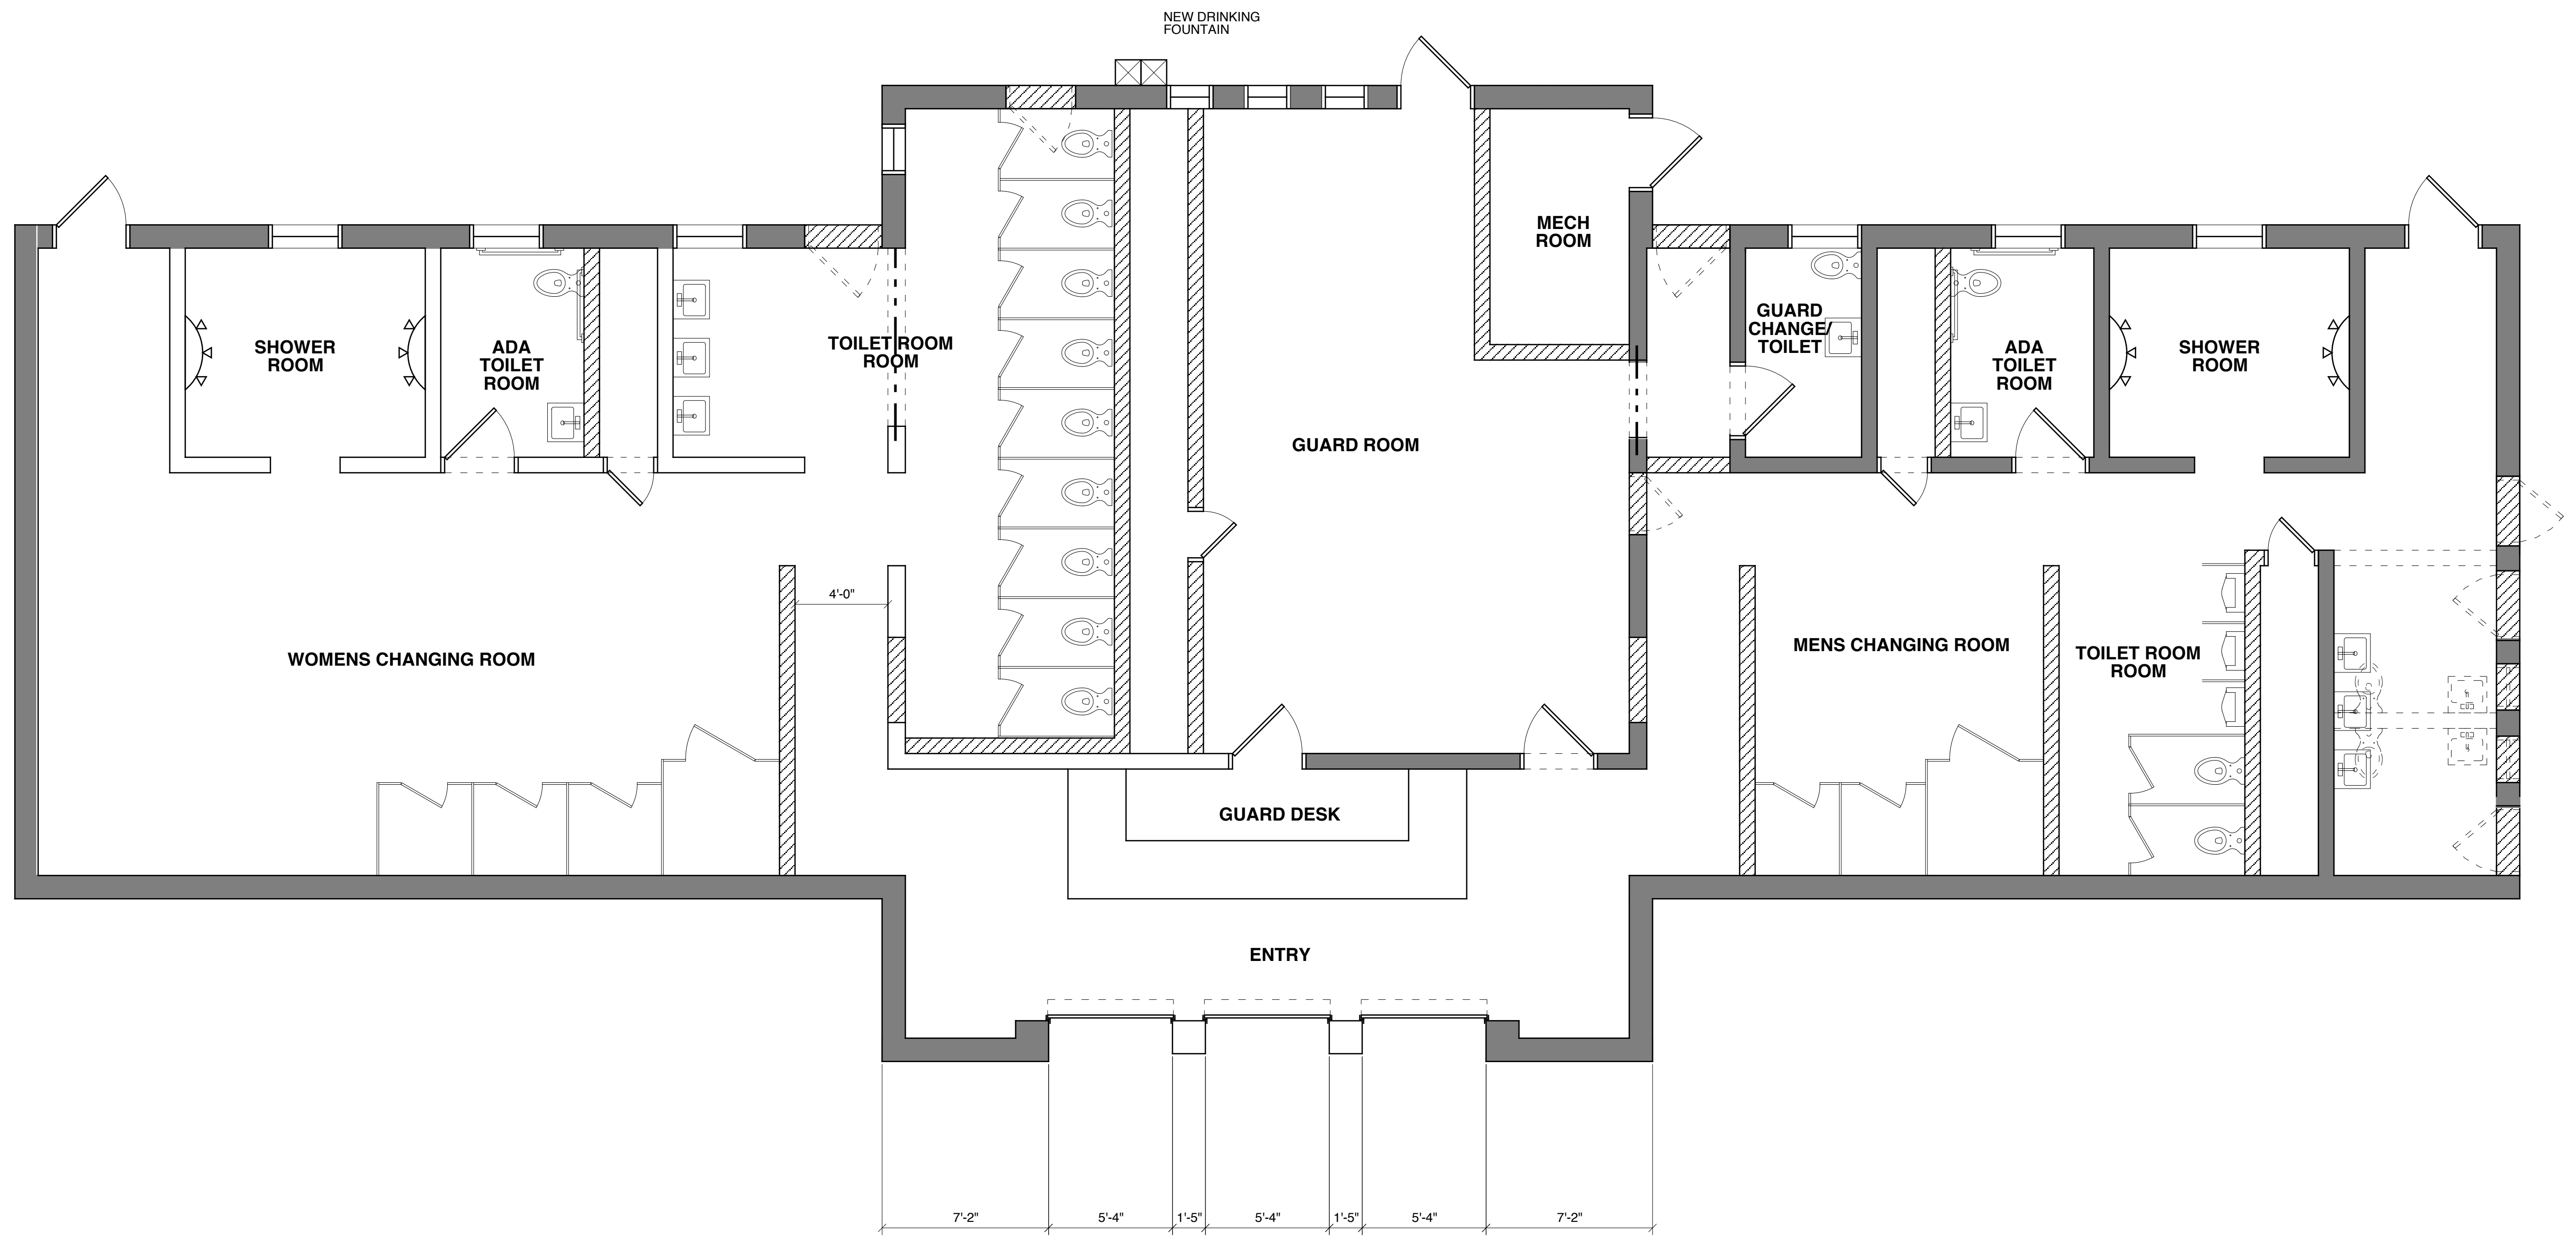 NEW DRINKING
FOUNTAIN
MECH
ROOM
SHOWER
ROOM
ADA
TOILET
ROOM
TOILET ROOM
ROOM
GUARD ROOM
GUARD
CHANGE/
TOILET
ADA
TOILET
ROOM
SHOWER
ROOM
4'-0"
WOMENS CHANGING ROOM
MENS CHANGING ROOM
TOILET ROOM
ROOM
GUARD DESK
ENTRY
7'-2"
5'-4"
1'-5"
5'-4"
1'-5"
5'-4"
7'-2"